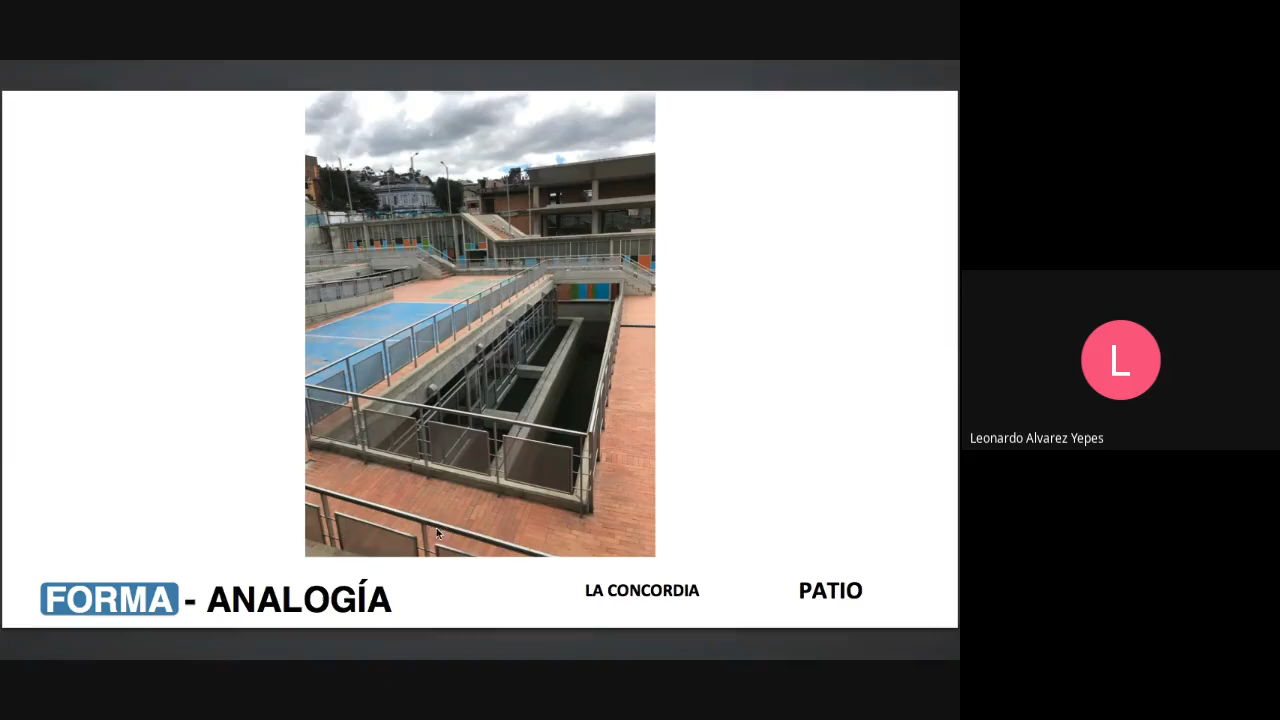 FORMA - ANALOGÍA
LA CONCORDIA
PATIO
L
Leonardo Alvarez Yepes